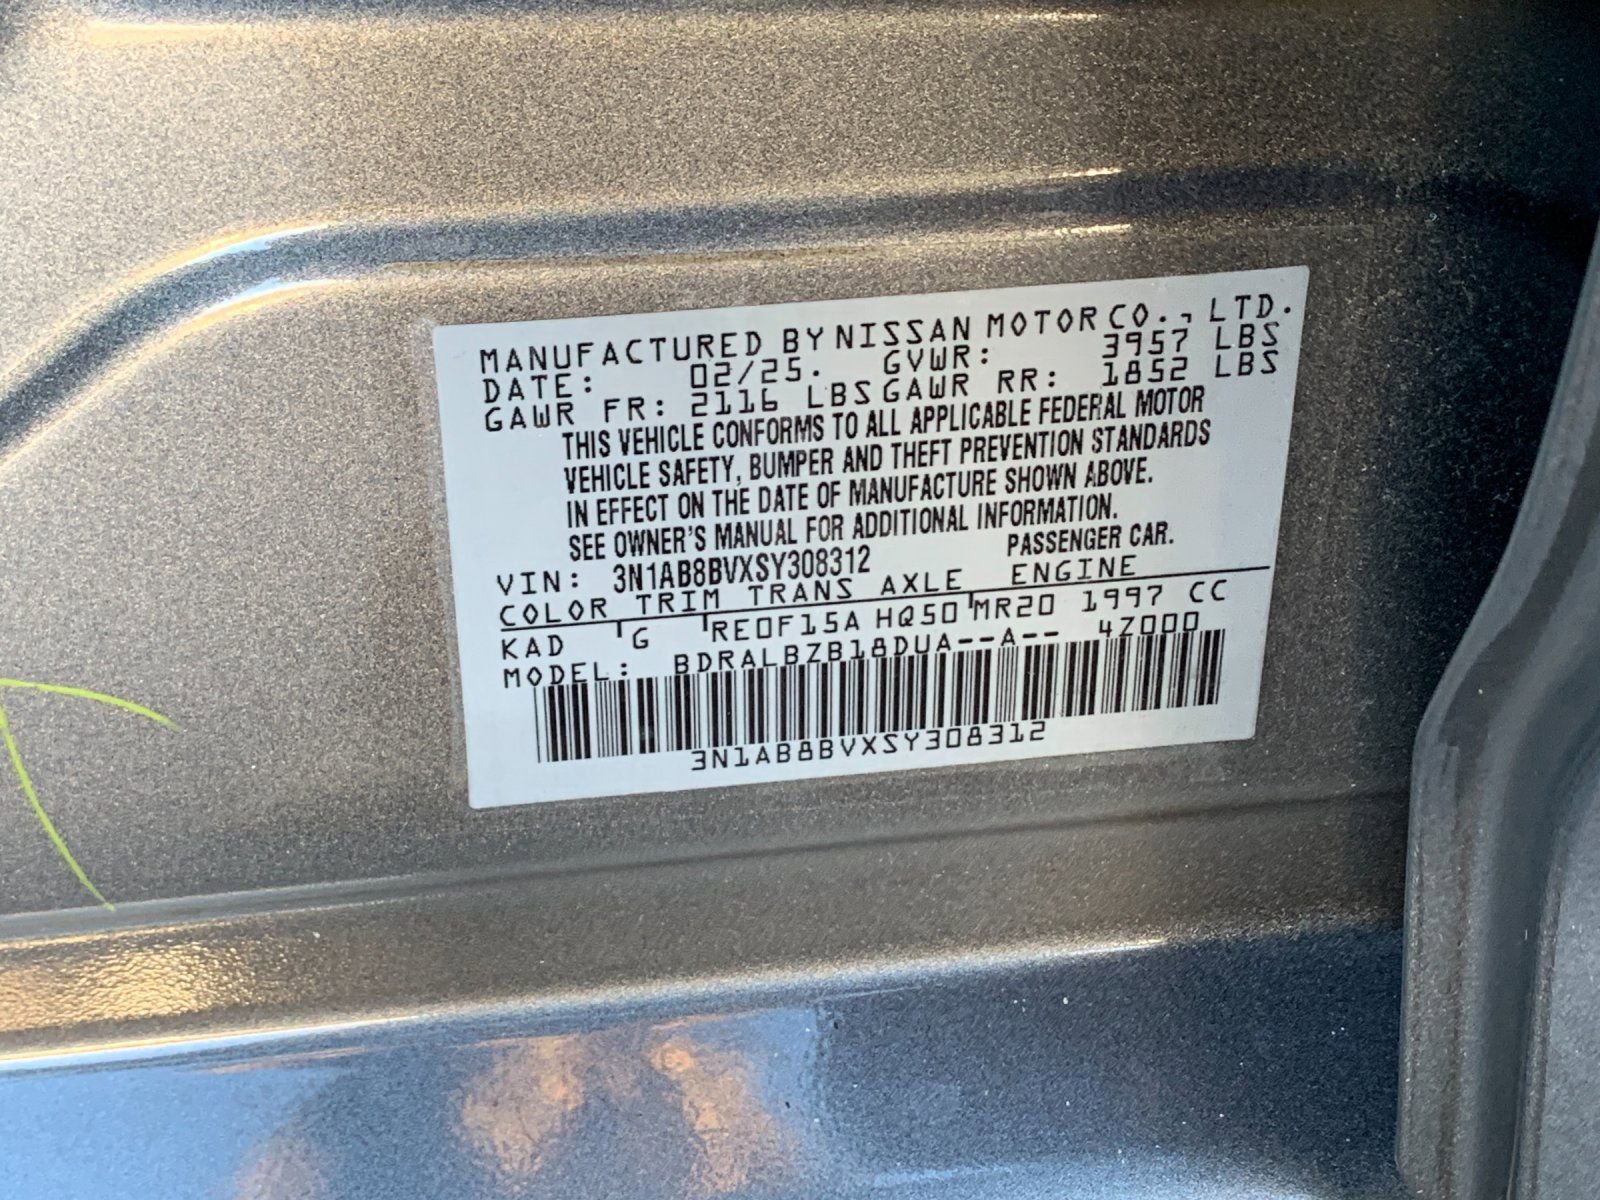 MANUFACTURED BY NISSAN MOTOR CO., LTD.
DATE: 02/25. GVWR: 3957 LBS
GAWR FR: 2116 LBS GAWR RR: 1852 LBS
THIS VEHICLE CONFORMS TO ALL APPLICABLE FEDERAL MOTOR
VEHICLE SAFETY, BUMPER AND THEFT PREVENTION STANDARDS
IN EFFECT ON THE DATE OF MANUFACTURE SHOWN ABOVE.
SEE OWNER'S MANUAL FOR ADDITIONAL INFORMATION.
VIN: 3N1AB8BVXSY308312 PASSENGER CAR.
COLOR TRIM TRANS AXLE ENGINE
KAD G RE0F15A HQ50 MR20 1997 CC
MODEL: BDRALBZB18DUA--A-- 4Z000
3N1AB8BVXSY308312